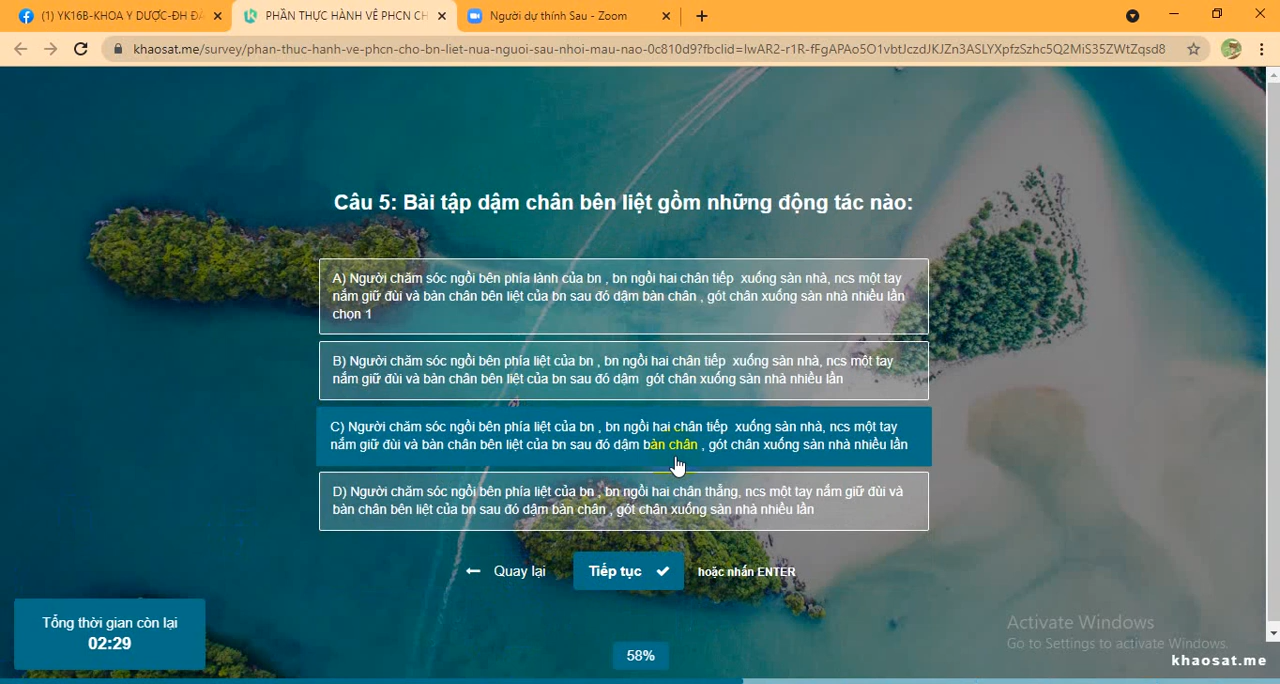 (1) YK16B-KHOA Y DƯỢC-ĐH ĐÀ
PHẦN THỰC HÀNH VỀ PHCN CH
Người dự thính Sau - Zoom
khaosat.me/survey/phan-thuc-hanh-ve-phcn-cho-bn-liet-nua-nguoi-sau-nhoi-mau-nao-0c810d9?fbclid=IwAR2-r1R-fFgAPAo5O1vbtJczdJKJZn3ASLYXpfzSzhc5Q2MiS35ZWtZqsd8
Câu 5: Bài tập dậm chân bên liệt gồm những động tác nào:
A) Người chăm sóc ngồi bên phía lành của bn , bn ngồi hai chân tiếp xuống sàn nhà, ncs một tay
nắm giữ đùi và bàn chân bên liệt của bn sau đó dậm bàn chân , gót chân xuống sàn nhà nhiều lần
chọn 1
B) Người chăm sóc ngồi bên phía liệt của bn , bn ngồi hai chân tiếp xuống sàn nhà, ncs một tay
nắm giữ đùi và bàn chân bên liệt của bn sau đó dậm gót chân xuống sàn nhà nhiều lần
C) Người chăm sóc ngồi bên phía liệt của bn , bn ngồi hai chân tiếp xuống sàn nhà, ncs một tay
nắm giữ đùi và bàn chân bên liệt của bn sau đó dậm bàn chân , gót chân xuống sàn nhà nhiều lần
D) Người chăm sóc ngồi bên phía liệt của bn , bn ngồi hai chân thẳng, ncs một tay nắm giữ đùi và
bàn chân bên liệt của bn sau đó dậm bàn chân , gót chân xuống sàn nhà nhiều lần
Quay lại
Tiếp tục
hoặc nhấn ENTER
Tổng thời gian còn lại
02:29
58%
Activate Windows
Go to Settings to activate Windows.
khaosat.me